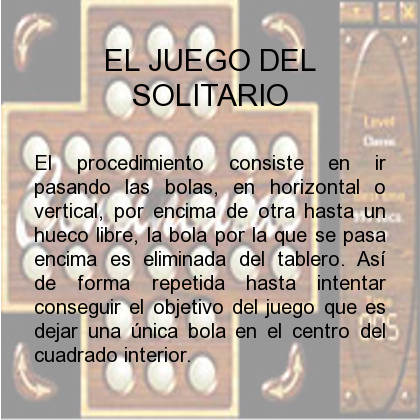 EL JUEGO DEL
SOLITARIO
El procedimiento consiste en ir
pasando las bolas, en horizontal o
vertical, por encima de otra hasta un
hueco libre, la bola por la que se pasa
encima es eliminada del tablero. Así
de forma repetida hasta intentar
conseguir el objetivo del juego que es
dejar una única bola en el centro del
cuadrado interior.
Level